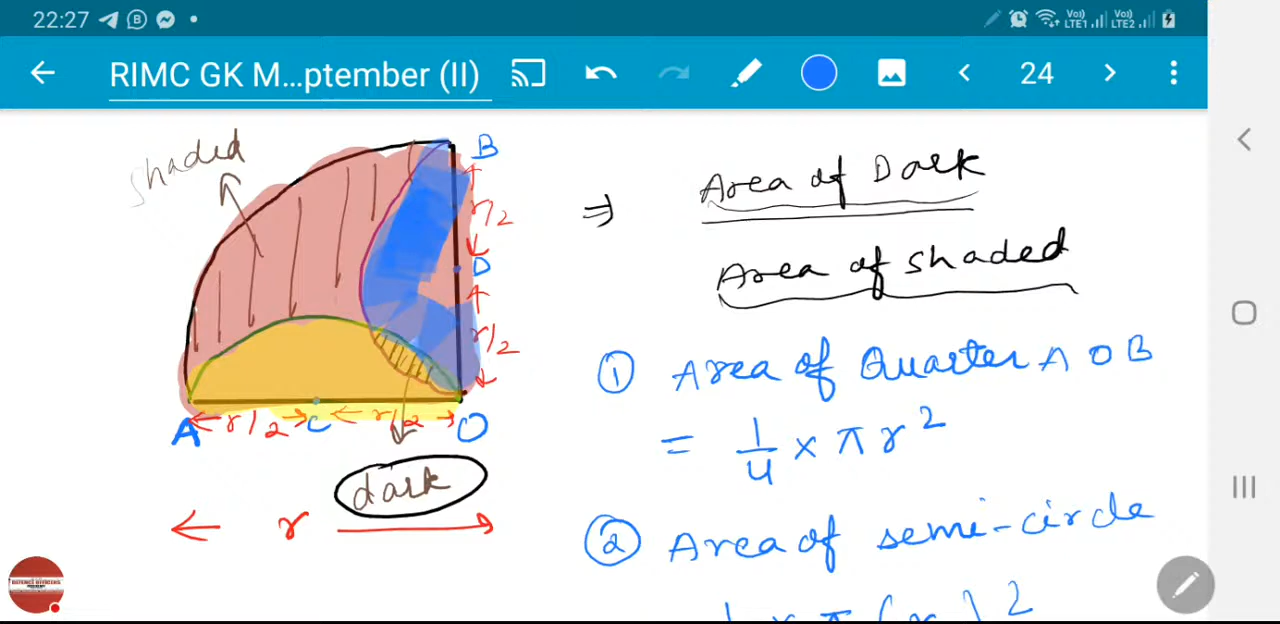 22:27
RIMC GK M...ptember (II)
24
shaded
B
r/2
D
r/2
A r/2 C r/2 O
dark
r
⇒ Area of Dark
Area of shaded
① Area of Quarter AOB
= 1/4 × πr²
② Area of semi-circle